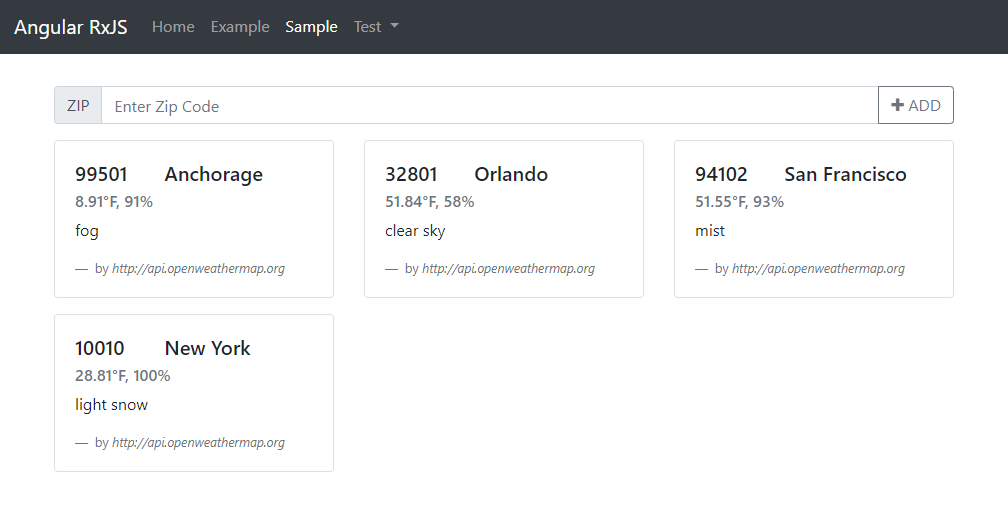 Angular RxJS Home Example Sample Test
ZIP Enter Zip Code + ADD
99501 Anchorage
8.91°F, 91%
fog
— by http://api.openweathermap.org
32801 Orlando
51.84°F, 58%
clear sky
— by http://api.openweathermap.org
94102 San Francisco
51.55°F, 93%
mist
— by http://api.openweathermap.org
10010 New York
28.81°F, 100%
light snow
— by http://api.openweathermap.org